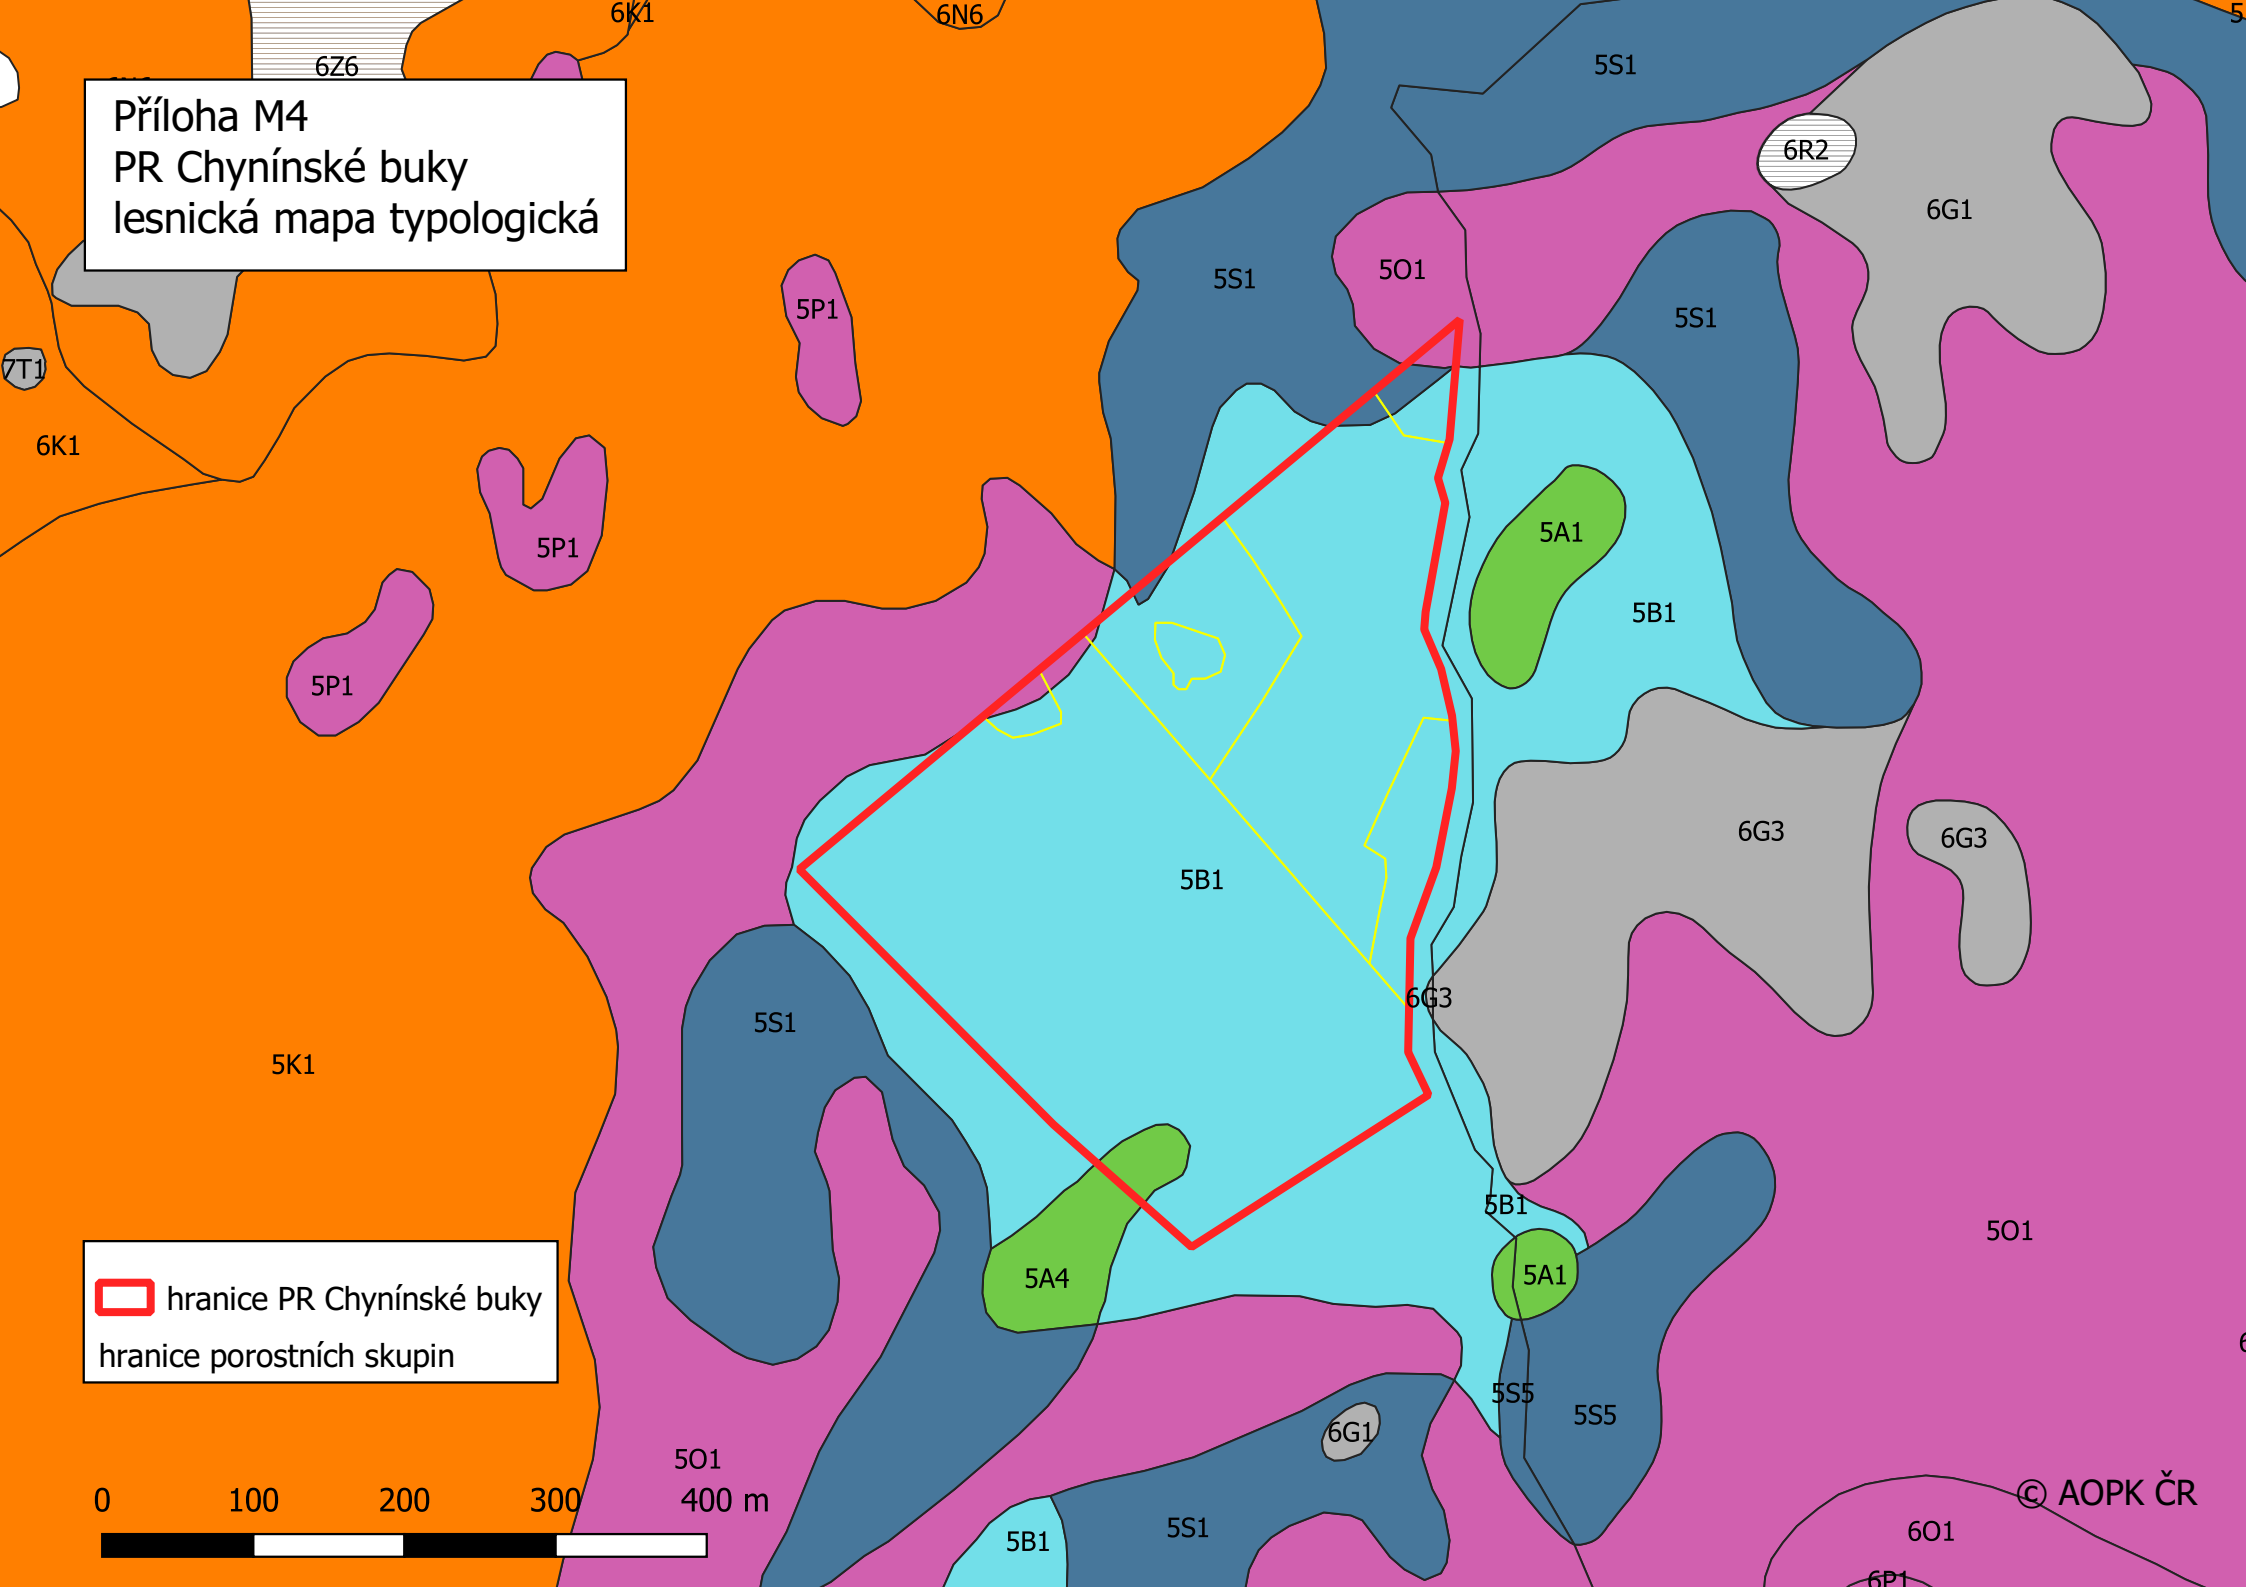 6K1
6N6
5S1
6Z6
Příloha M4
PR Chynínské buky
lesnická mapa typologická
6R2
6G1
5S1
5O1
5P1
5S1
7T1
6K1
5A1
5P1
5B1
5P1
6G3
6G3
5B1
6G3
5S1
5K1
5B1
5O1
5A4
5A1
hranice PR Chynínské buky
hranice porostních skupin
5S5
5S5
6G1
5O1
0 100 200 300 400 m
© AOPK ČR
5S1
5B1
6O1
6P1